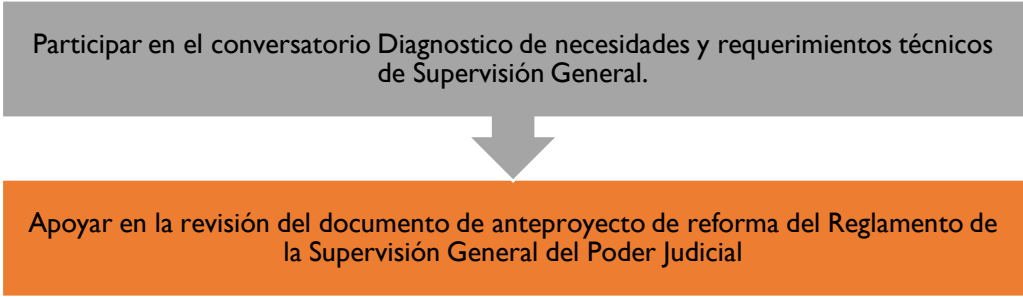 Participar en el conversatorio Diagnostico de necesidades y requerimientos técnicos
de Supervisión General.
Apoyar en la revisión del documento de anteproyecto de reforma del Reglamento de
la Supervisión General del Poder Judicial